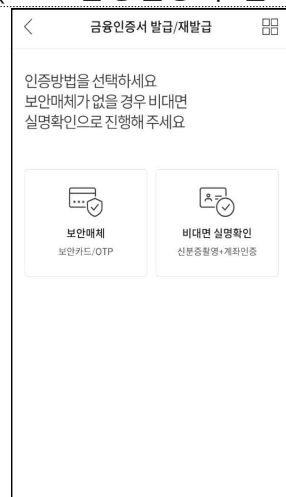 금융인증서 발급/재발급
인증방법을 선택하세요
보안매체가 없을 경우 비대면
실명확인으로 진행해 주세요
보안매체
보안카드/OTP
비대면 실명확인
신분증촬영+계좌인증